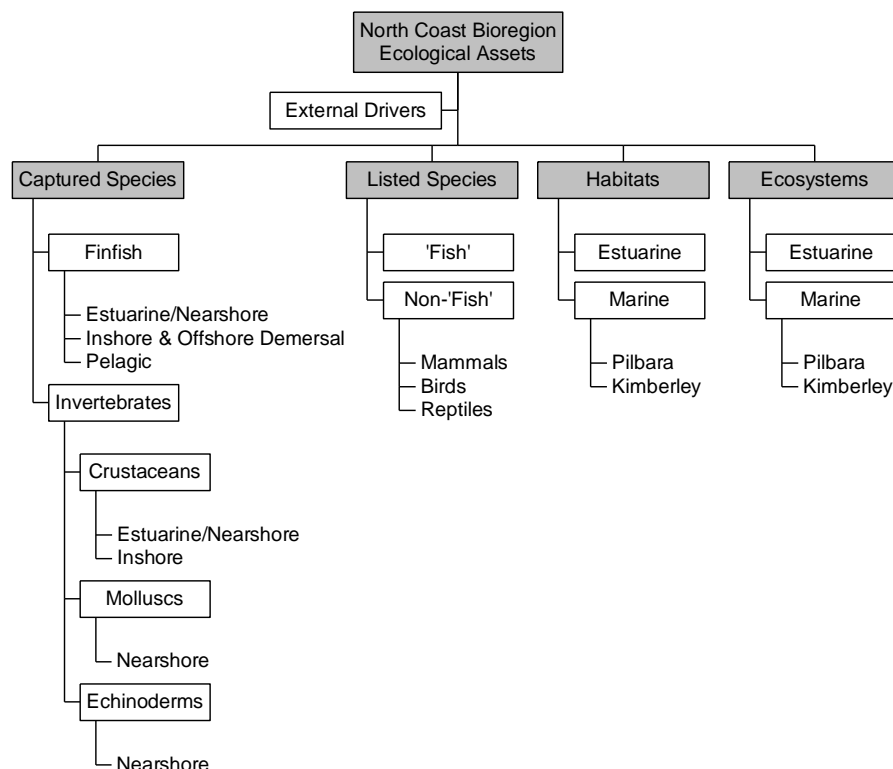 North Coast Bioregion
Ecological Assets
External Drivers
Captured Species
Finfish
Estuarine/Nearshore
Inshore & Offshore Demersal
Pelagic
Invertebrates
Crustaceans
Estuarine/Nearshore
Inshore
Molluscs
Nearshore
Echinoderms
Nearshore
Listed Species
'Fish'
Non-'Fish'
Mammals
Birds
Reptiles
Habitats
Estuarine
Marine
Pilbara
Kimberley
Ecosystems
Estuarine
Marine
Pilbara
Kimberley